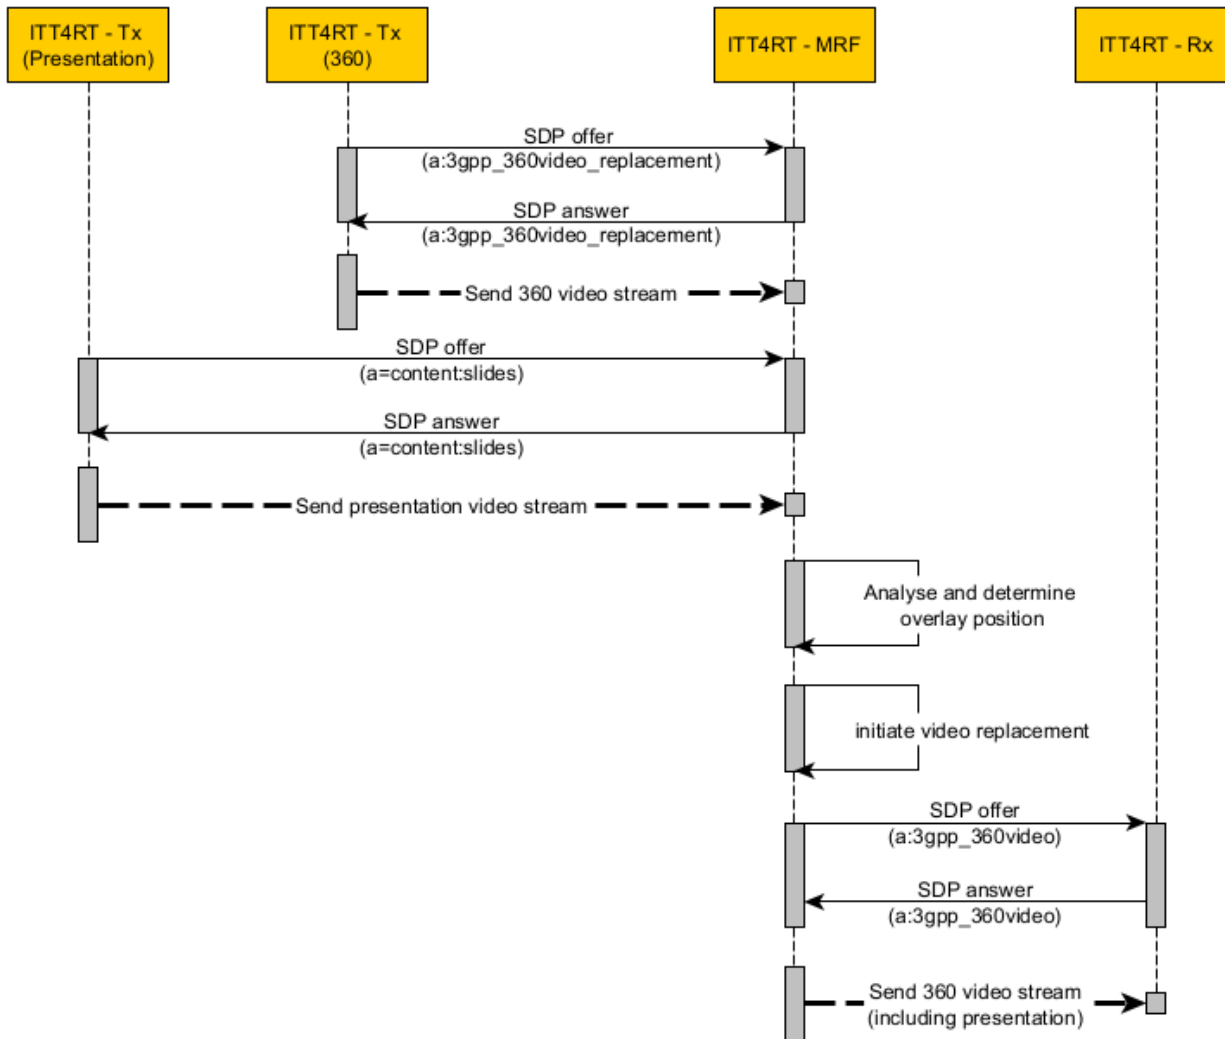 ITT4RT - Tx
(Presentation)
ITT4RT - Tx
(360)
ITT4RT - MRF
ITT4RT - Rx
SDP offer
(a:3gpp_360video_replacement)
SDP answer
(a:3gpp_360video_replacement)
Send 360 video stream
SDP offer
(a=content:slides)
SDP answer
(a=content:slides)
Send presentation video stream
Analyse and determine
overlay position
initiate video replacement
SDP offer
(a:3gpp_360video)
SDP answer
(a:3gpp_360video)
Send 360 video stream
(including presentation)